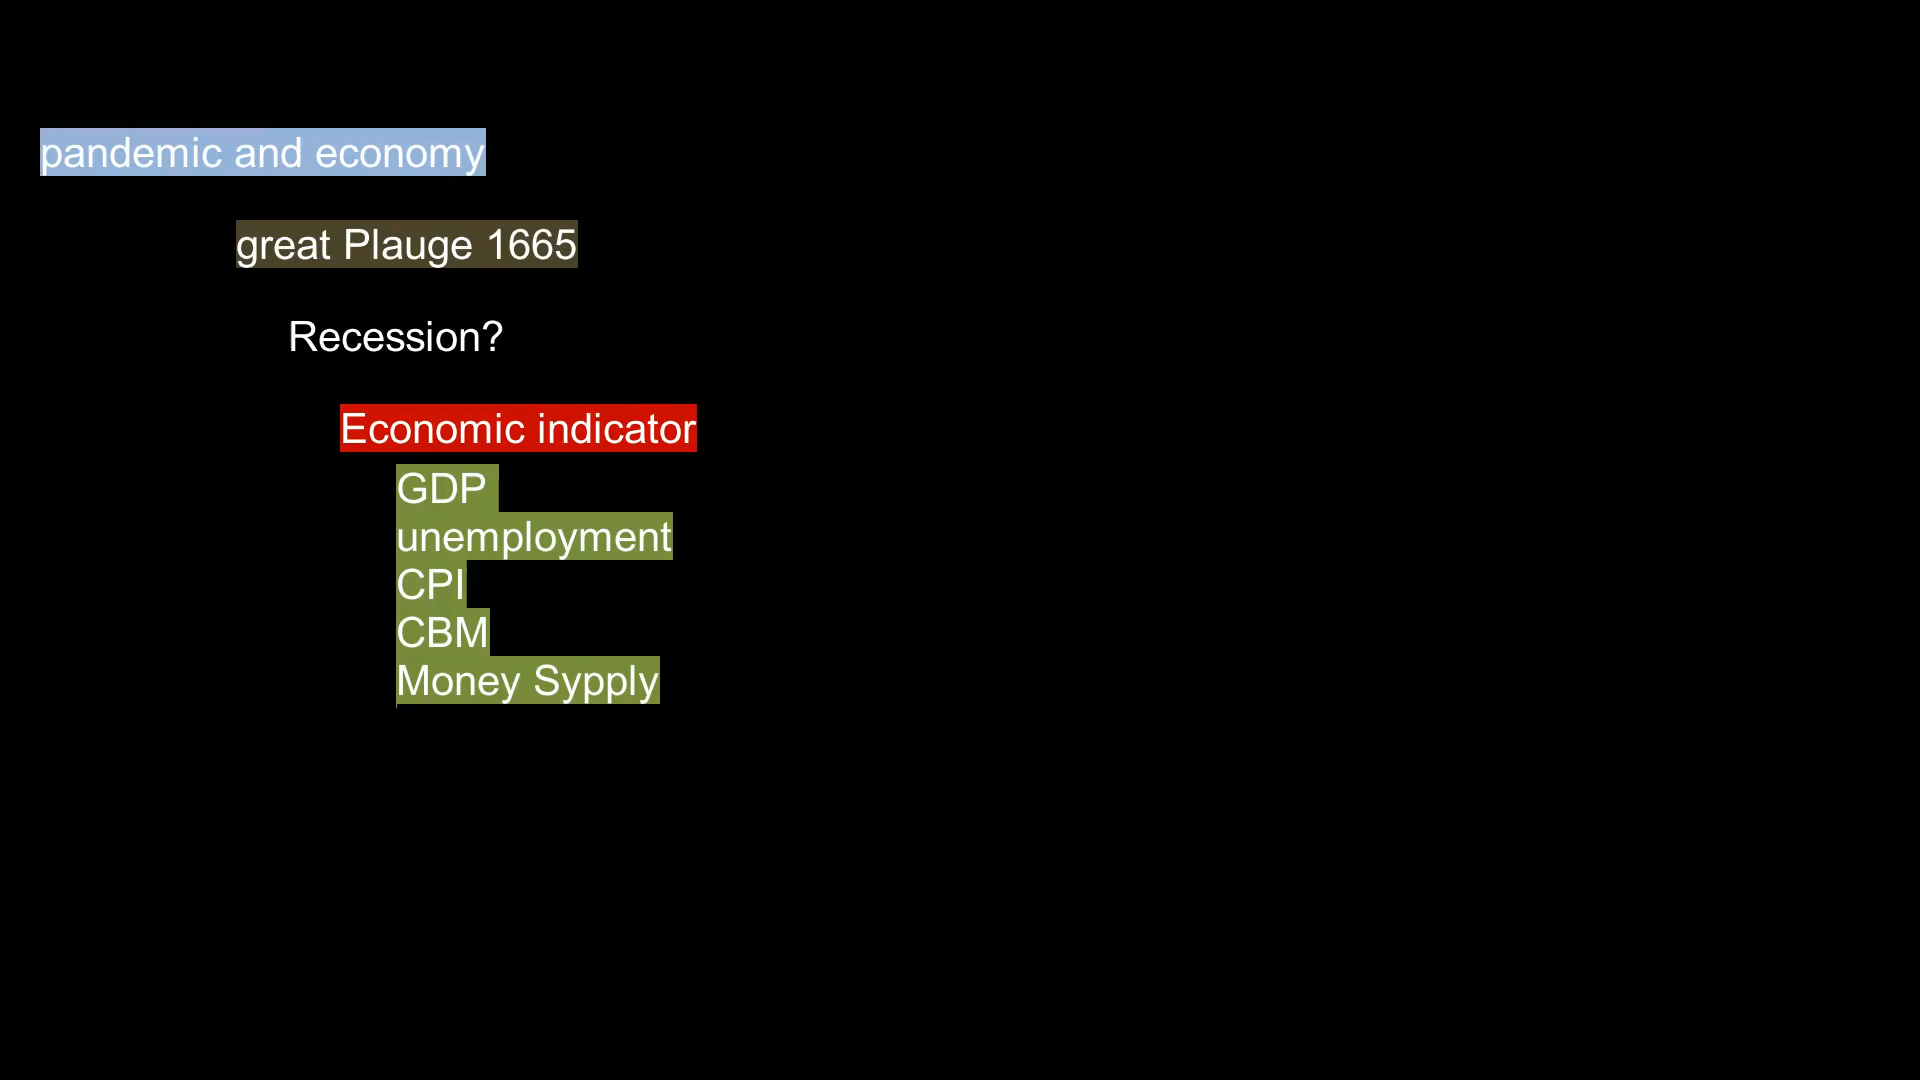 pandemic and economy
great Plauge 1665
Recession?
Economic indicator
GDP
unemployment
CPI
CBM
Money Sypply